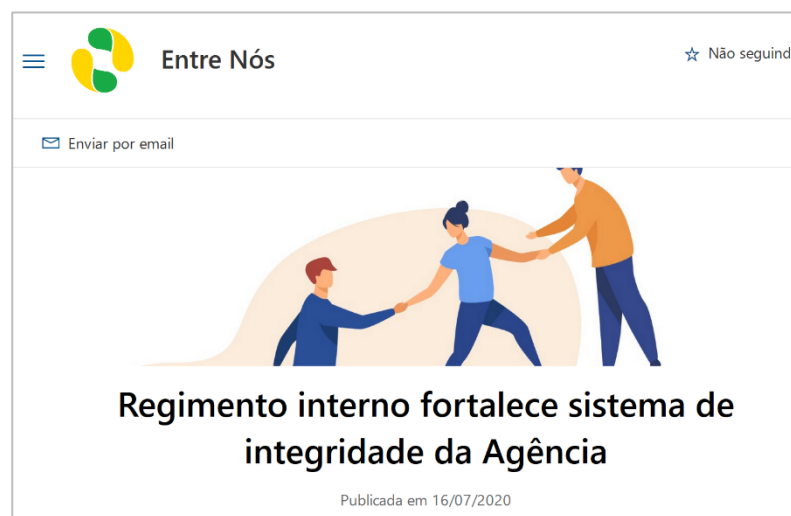 Entre Nós
Não seguind
Enviar por email
Regimento interno fortalece sistema de
integridade da Agência
Publicada em 16/07/2020